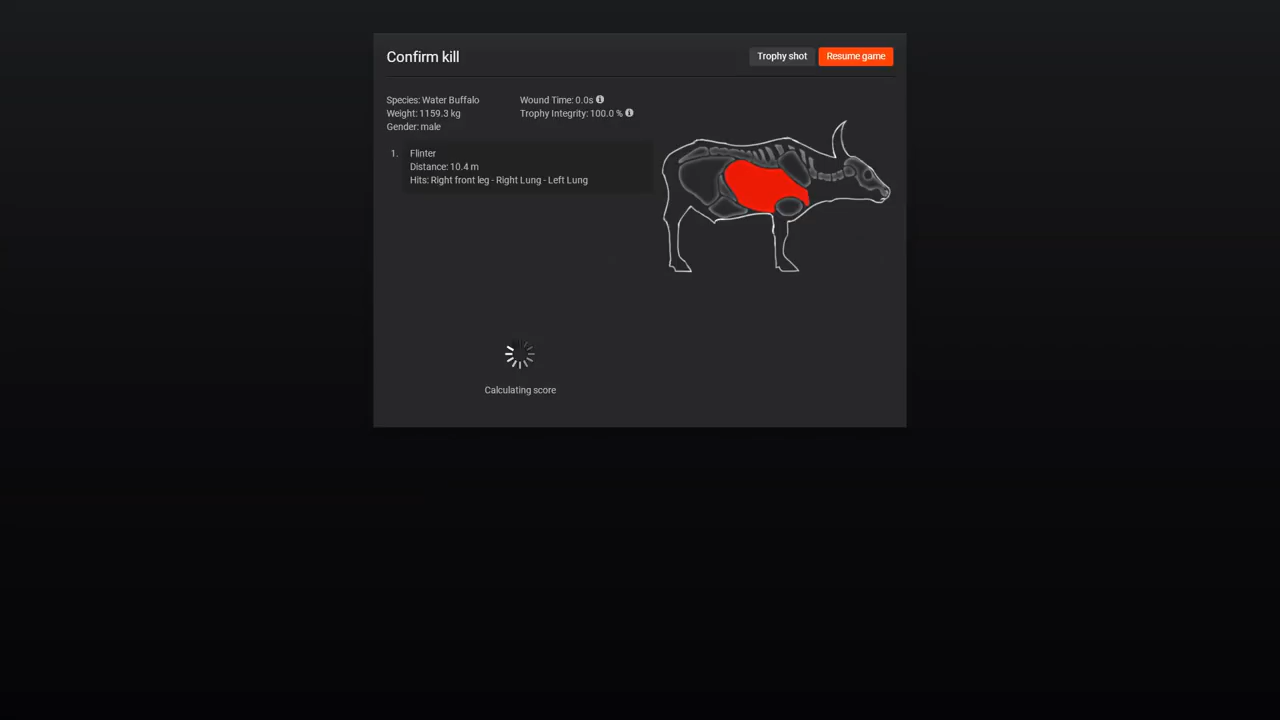 Confirm kill
Trophy shot
Resume game
Species: Water Buffalo
Weight: 1159.3 kg
Gender: male
Wound Time: 0.0s
Trophy Integrity: 100.0 %
1.
Flinter
Distance: 10.4 m
Hits: Right front leg - Right Lung - Left Lung
Calculating score